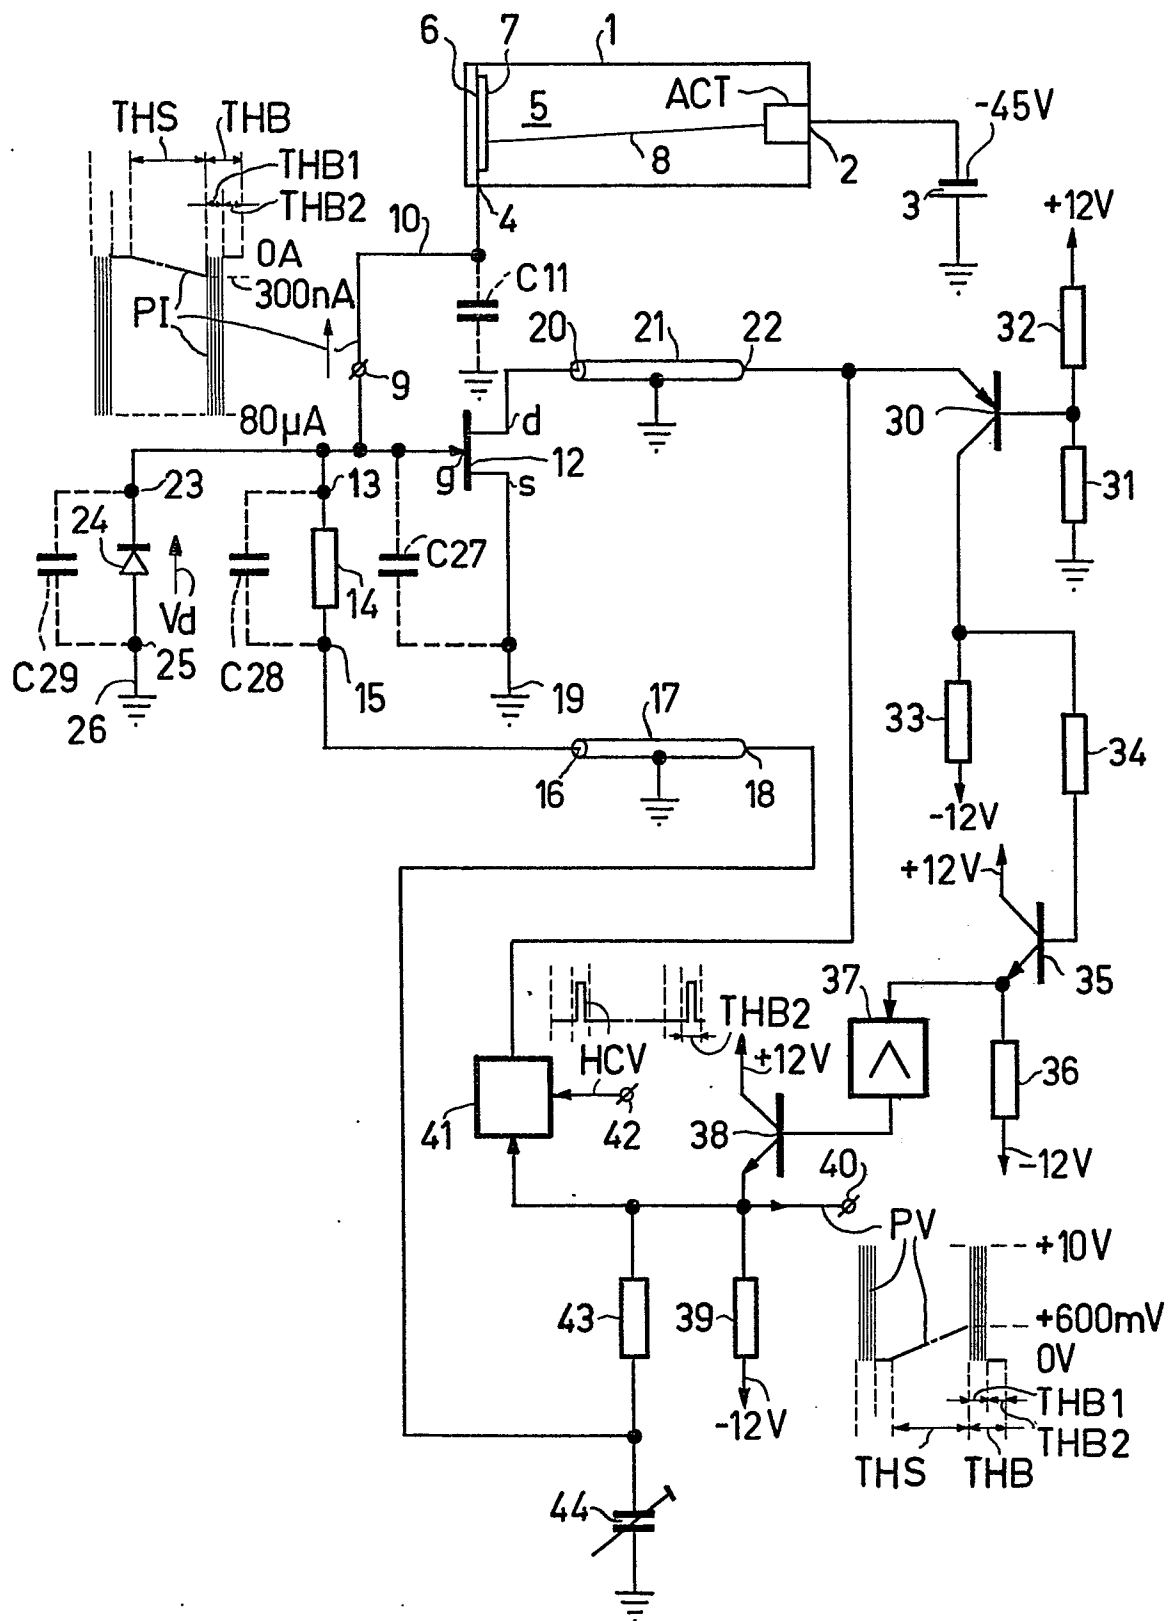 6 7 1
ACT
-45V
5
8
2
3
4
THS THB
THB1
THB2
0A
300nA
PI
80µA
10
C11
9
20 21 22
+12V
32
30
31
d
g
12
s
23
13
24
C27
14
Vd
C29
25
C28
15
19
26
17
16
18
33
34
-12V
+12V
35
37
THB2
HCV
+12V
36
41
42
38
-12V
40
PV
+10V
+600mV
0V
43
39
THB1
THB2
-12V
THS THB
44